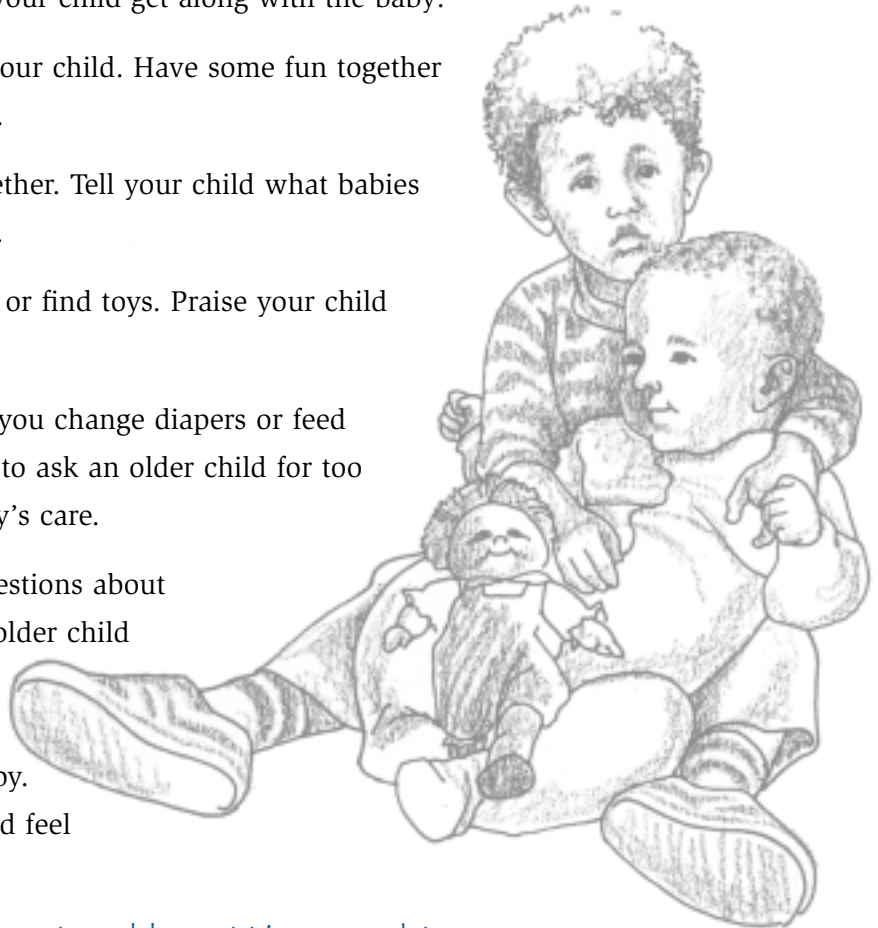 your child get along with the baby.
our child. Have some fun together
.
ether. Tell your child what babies
.
or find toys. Praise your child
you change diapers or feed
to ask an older child for too
y’s care.
estions about
older child
by.
d feel